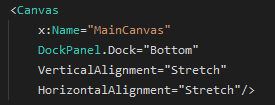 <Canvas
x:Name="MainCanvas"
DockPanel.Dock="Bottom"
VerticalAlignment="Stretch"
HorizontalAlignment="Stretch"/>